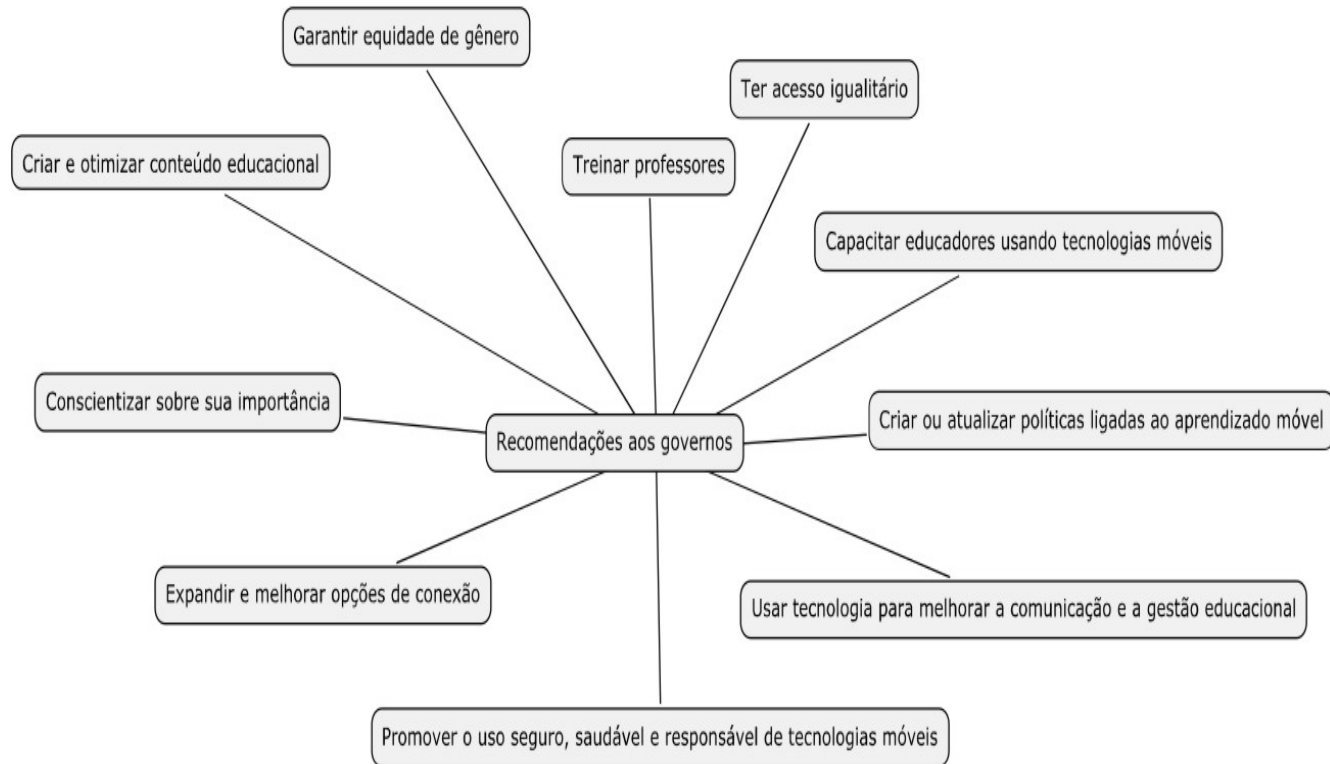 Garantir equidade de gênero
Ter acesso igualitário
Criar e otimizar conteúdo educacional
Treinar professores
Capacitar educadores usando tecnologias móveis
Conscientizar sobre sua importância
Criar ou atualizar políticas ligadas ao aprendizado móvel
Recomendações aos governos
Expandir e melhorar opções de conexão
Usar tecnologia para melhorar a comunicação e a gestão educacional
Promover o uso seguro, saudável e responsável de tecnologias móveis